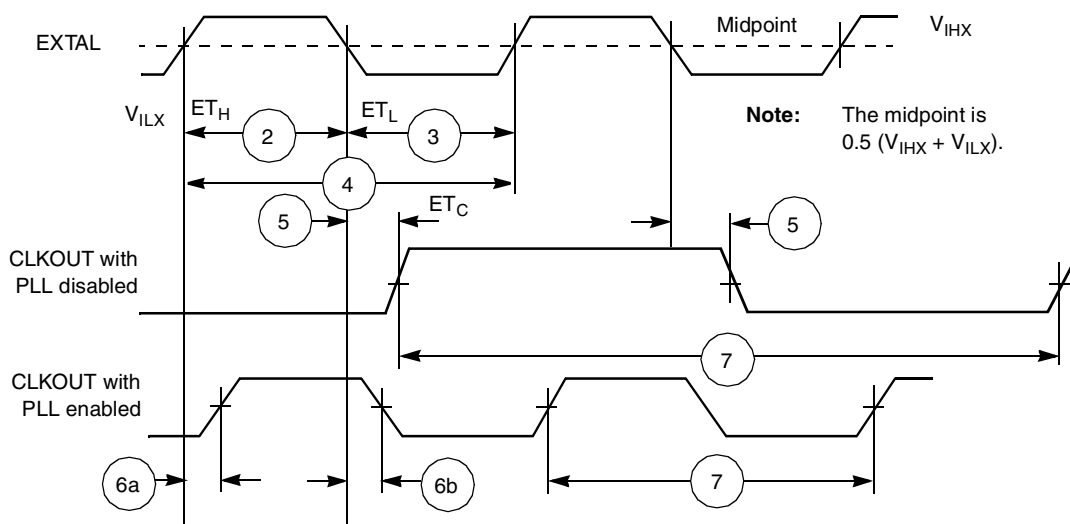 EXTAL
Midpoint
V_IHX
V_ILX
ET_H
2
ET_L
3
Note: The midpoint is
0.5 (V_IHX + V_ILX).
4
5
ET_C
5
CLKOUT with
PLL disabled
7
CLKOUT with
PLL enabled
6a
6b
7